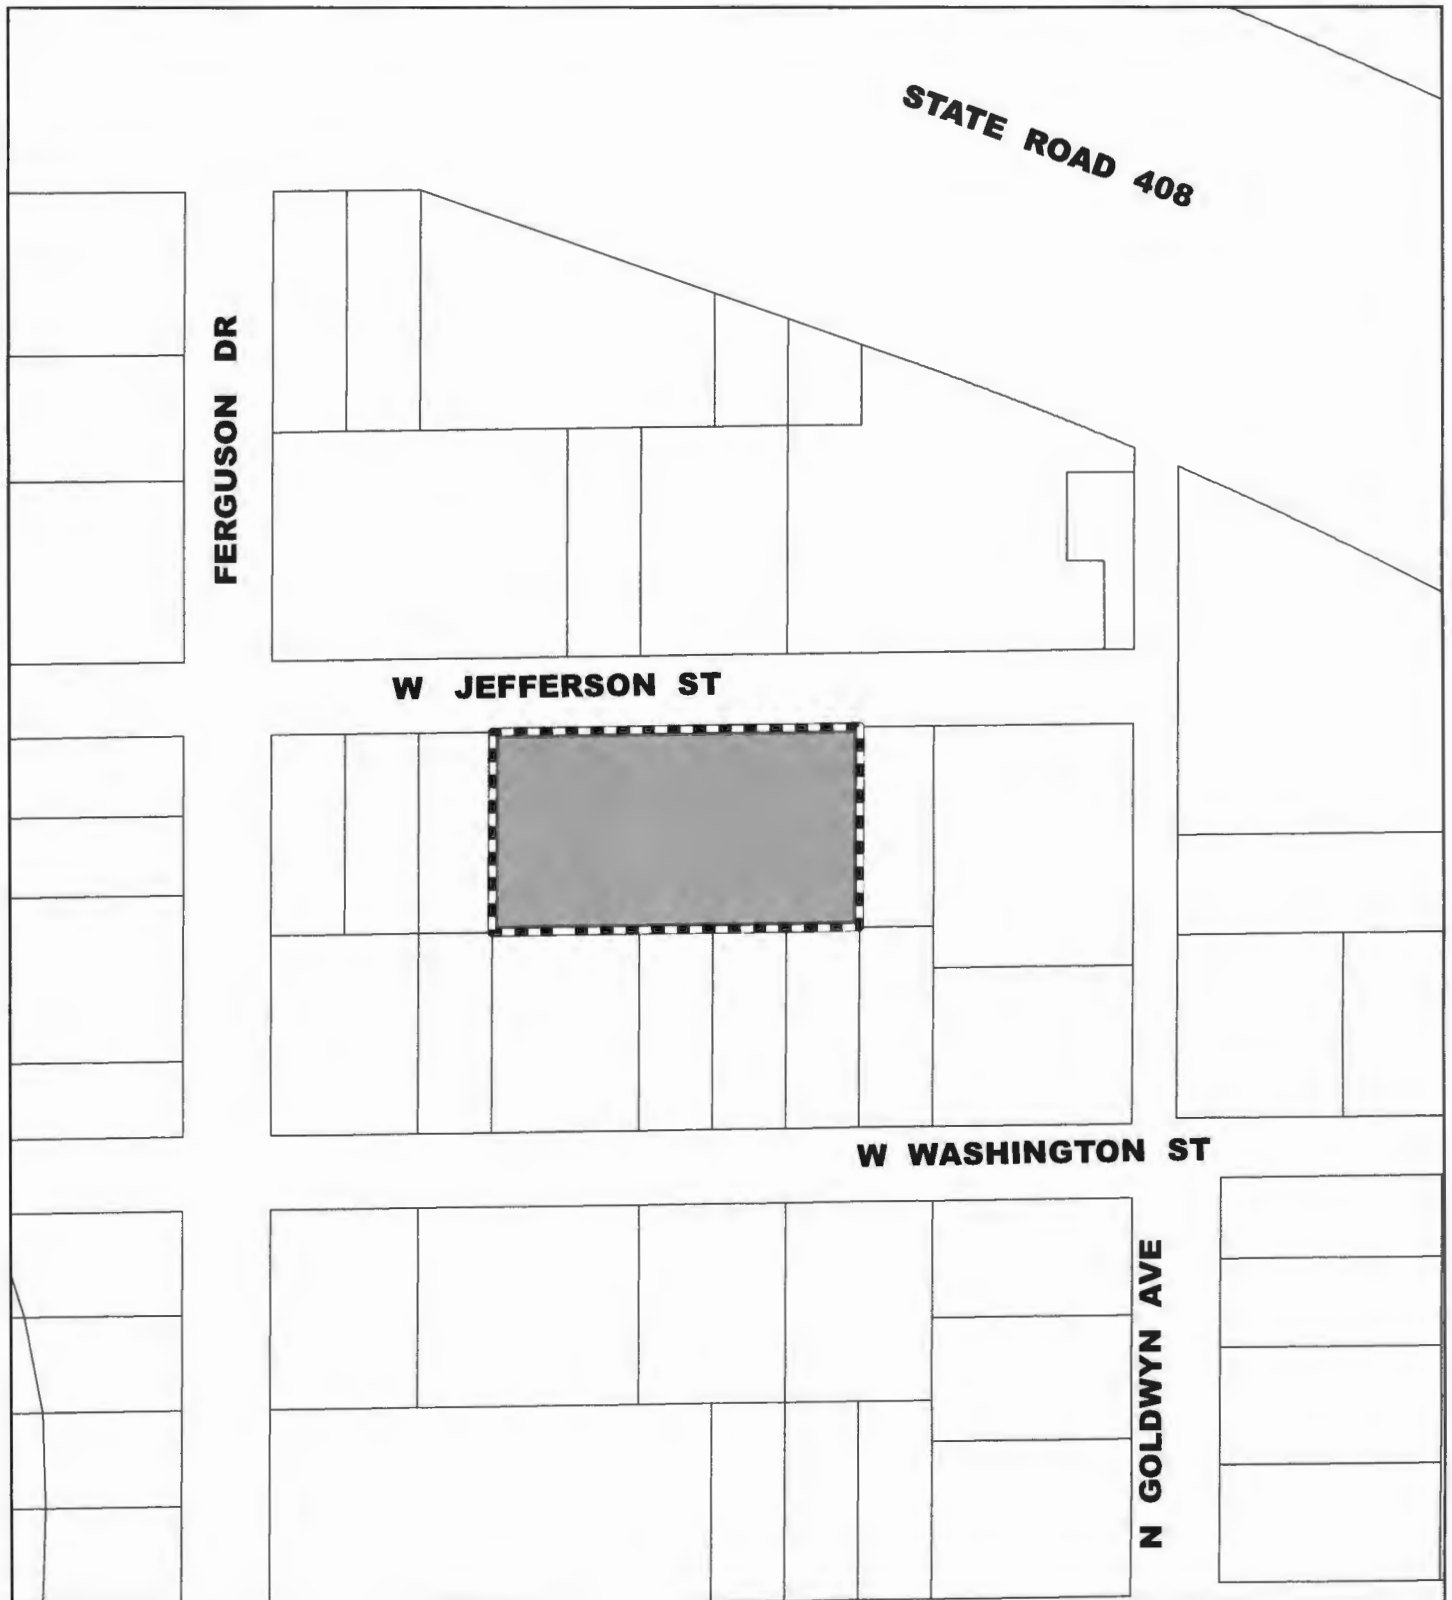 STATE ROAD 408
FERGUSON DR
W JEFFERSON ST
W WASHINGTON ST
N GOLDWYN AVE